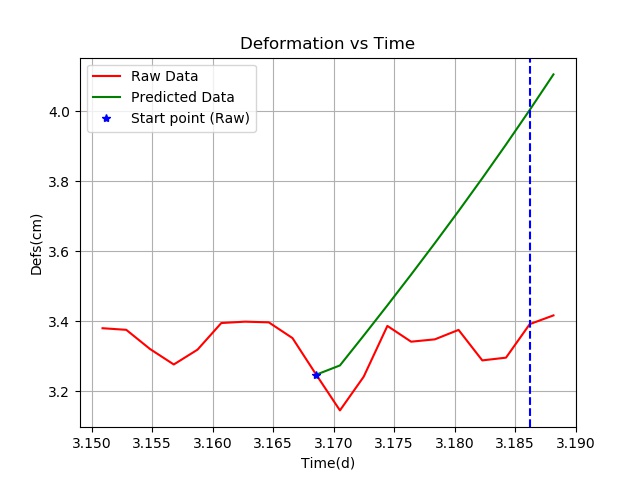 Deformation vs Time
Raw Data
Predicted Data
Start point (Raw)
Defs(cm)
4.0
3.8
3.6
3.4
3.2
3.150 3.155 3.160 3.165 3.170 3.175 3.180 3.185 3.190
Time(d)